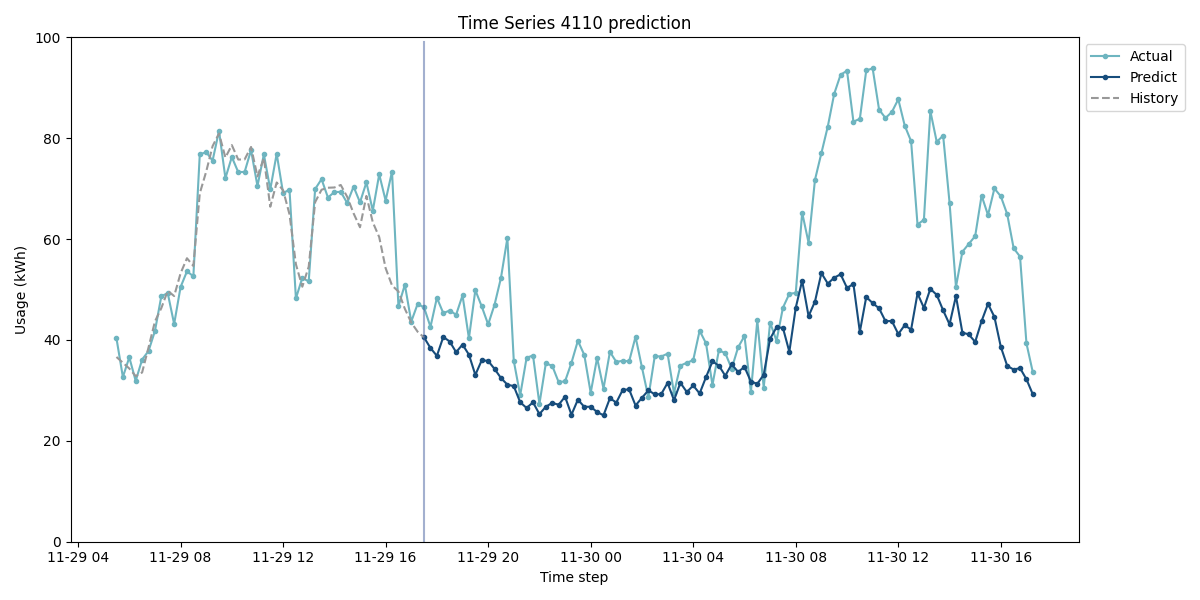 Time Series 4110 prediction
100
80
60
40
20
0
Usage (kWh)
11-29 04 11-29 08 11-29 12 11-29 16 11-29 20 11-30 00 11-30 04 11-30 08 11-30 12 11-30 16
Time step
Actual
Predict
History